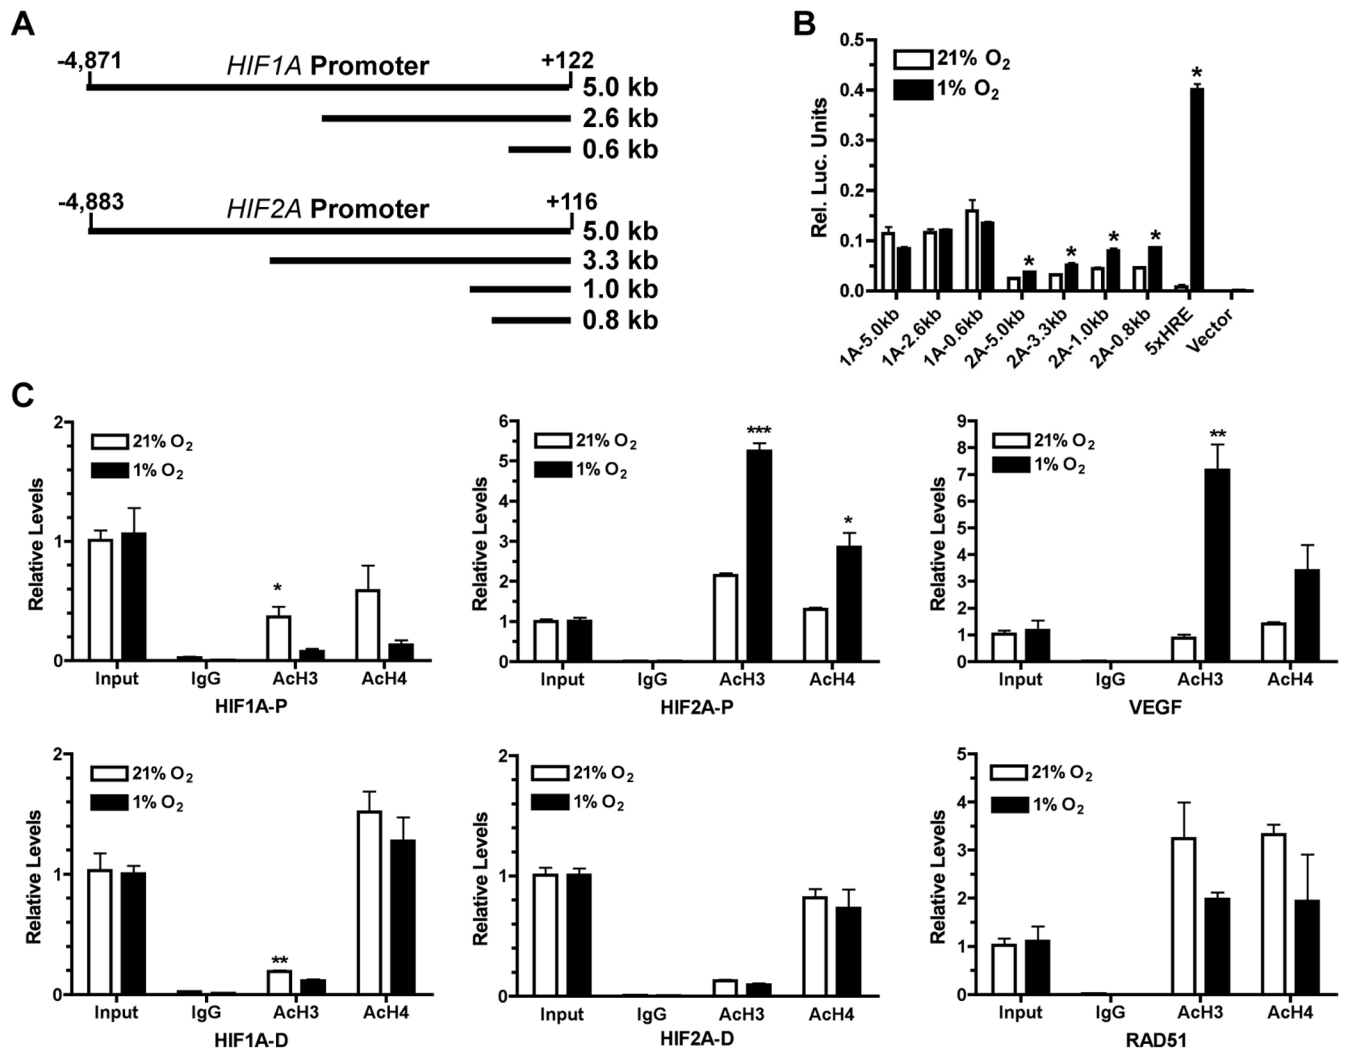 A
-4,871 HIF1A Promoter +122
5.0 kb
2.6 kb
0.6 kb
-4,883 HIF2A Promoter +116
5.0 kb
3.3 kb
1.0 kb
0.8 kb
B
0.5
0.4
0.3
0.2
0.1
0.0
Rel. Luc. Units
21% O2
1% O2
* * * * *
1A-5.0kb 1A-2.6kb 1A-0.6kb 2A-5.0kb 2A-3.3kb 2A-1.0kb 2A-0.8kb 5xHRE Vector
C
2
1
0
Relative Levels
21% O2
1% O2
*
Input IgG AcH3 AcH4
HIF1A-P
6
5
4
3
2
1
0
Relative Levels
21% O2
1% O2
***
*
Input IgG AcH3 AcH4
HIF2A-P
9
8
7
6
5
4
3
2
1
0
Relative Levels
21% O2
1% O2
**
Input IgG AcH3 AcH4
VEGF
2
1
0
Relative Levels
21% O2
1% O2
**
Input IgG AcH3 AcH4
HIF1A-D
2
1
0
Relative Levels
21% O2
1% O2
Input IgG AcH3 AcH4
HIF2A-D
5
4
3
2
1
0
Relative Levels
21% O2
1% O2
Input IgG AcH3 AcH4
RAD51